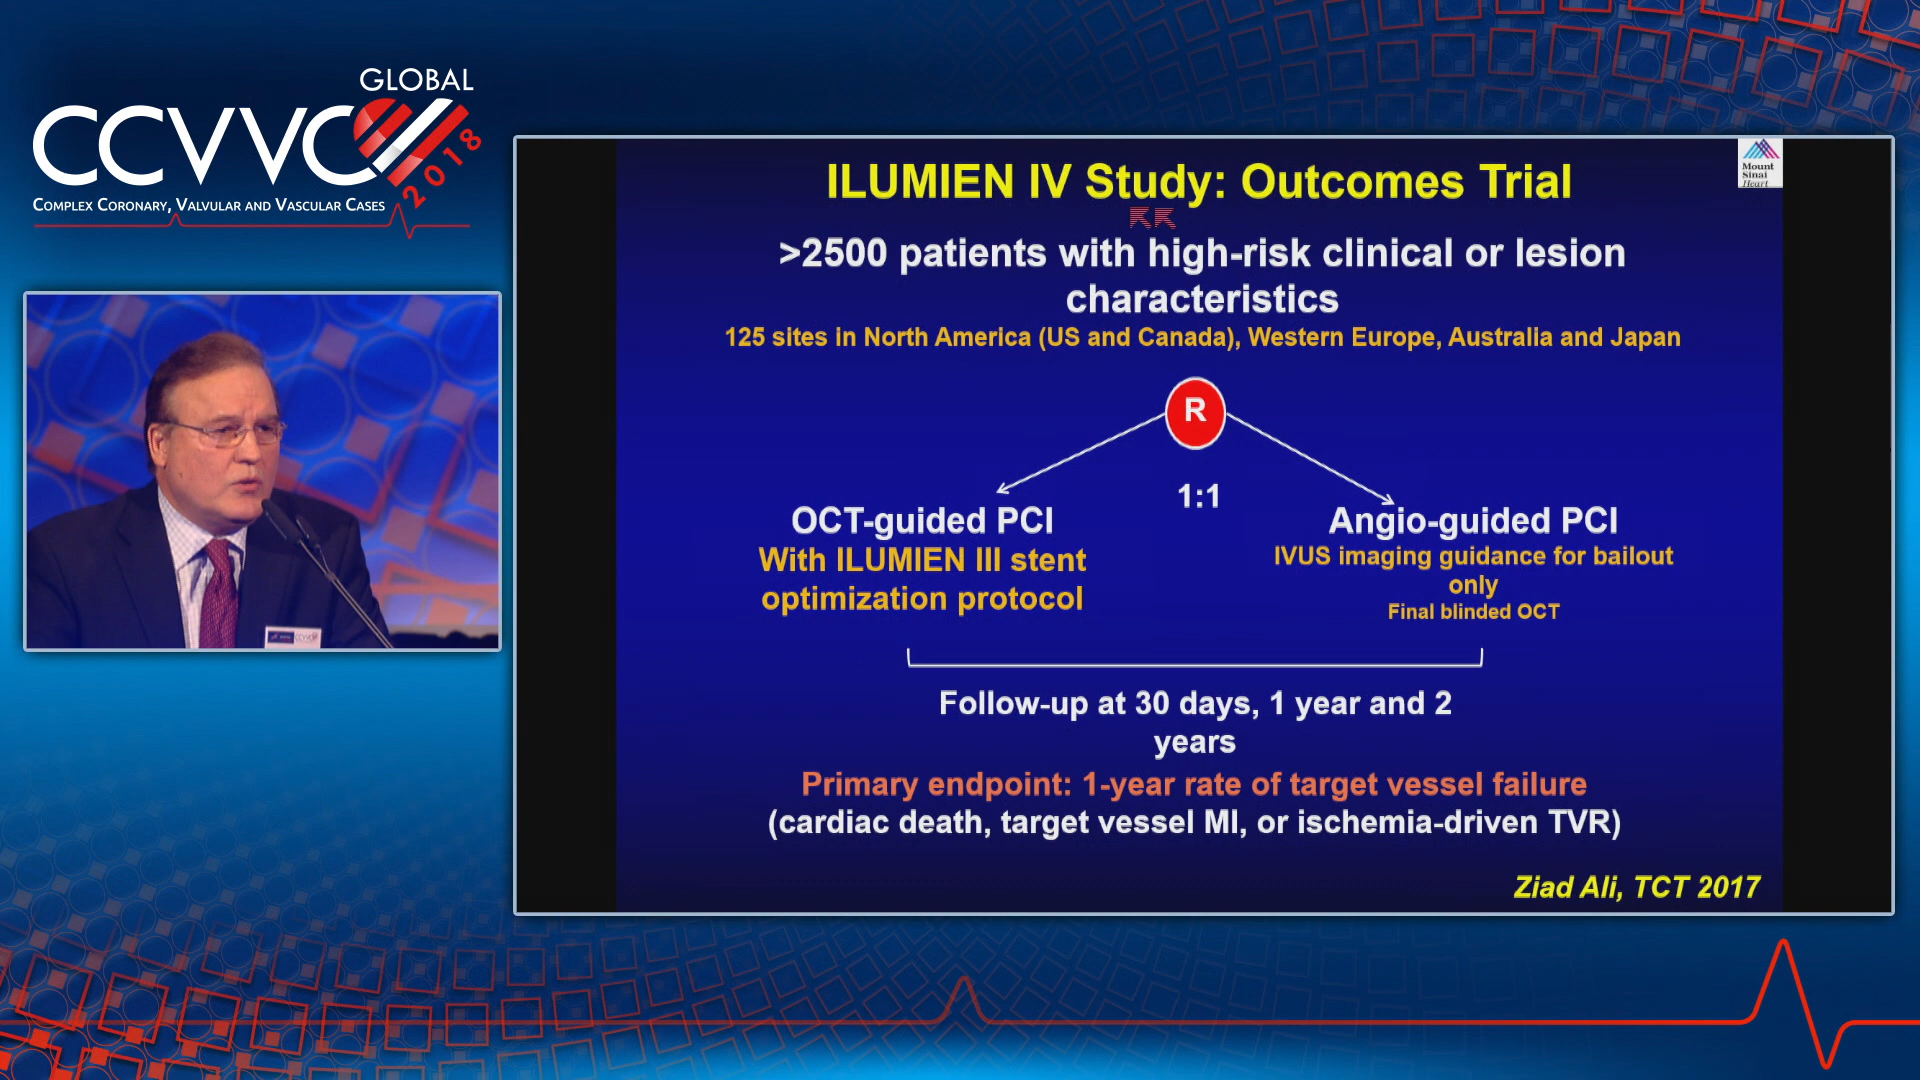 GLOBAL
CCVVC
2018
COMPLEX CORONARY, VALVULAR AND VASCULAR CASES
Mount
Sinai
Heart
ILUMIEN IV Study: Outcomes Trial
>2500 patients with high-risk clinical or lesion
characteristics
125 sites in North America (US and Canada), Western Europe, Australia and Japan
R
1:1
OCT-guided PCI
With ILUMIEN III stent
optimization protocol
Angio-guided PCI
IVUS imaging guidance for bailout
only
Final blinded OCT
Follow-up at 30 days, 1 year and 2
years
Primary endpoint: 1-year rate of target vessel failure
(cardiac death, target vessel MI, or ischemia-driven TVR)
Ziad Ali, TCT 2017